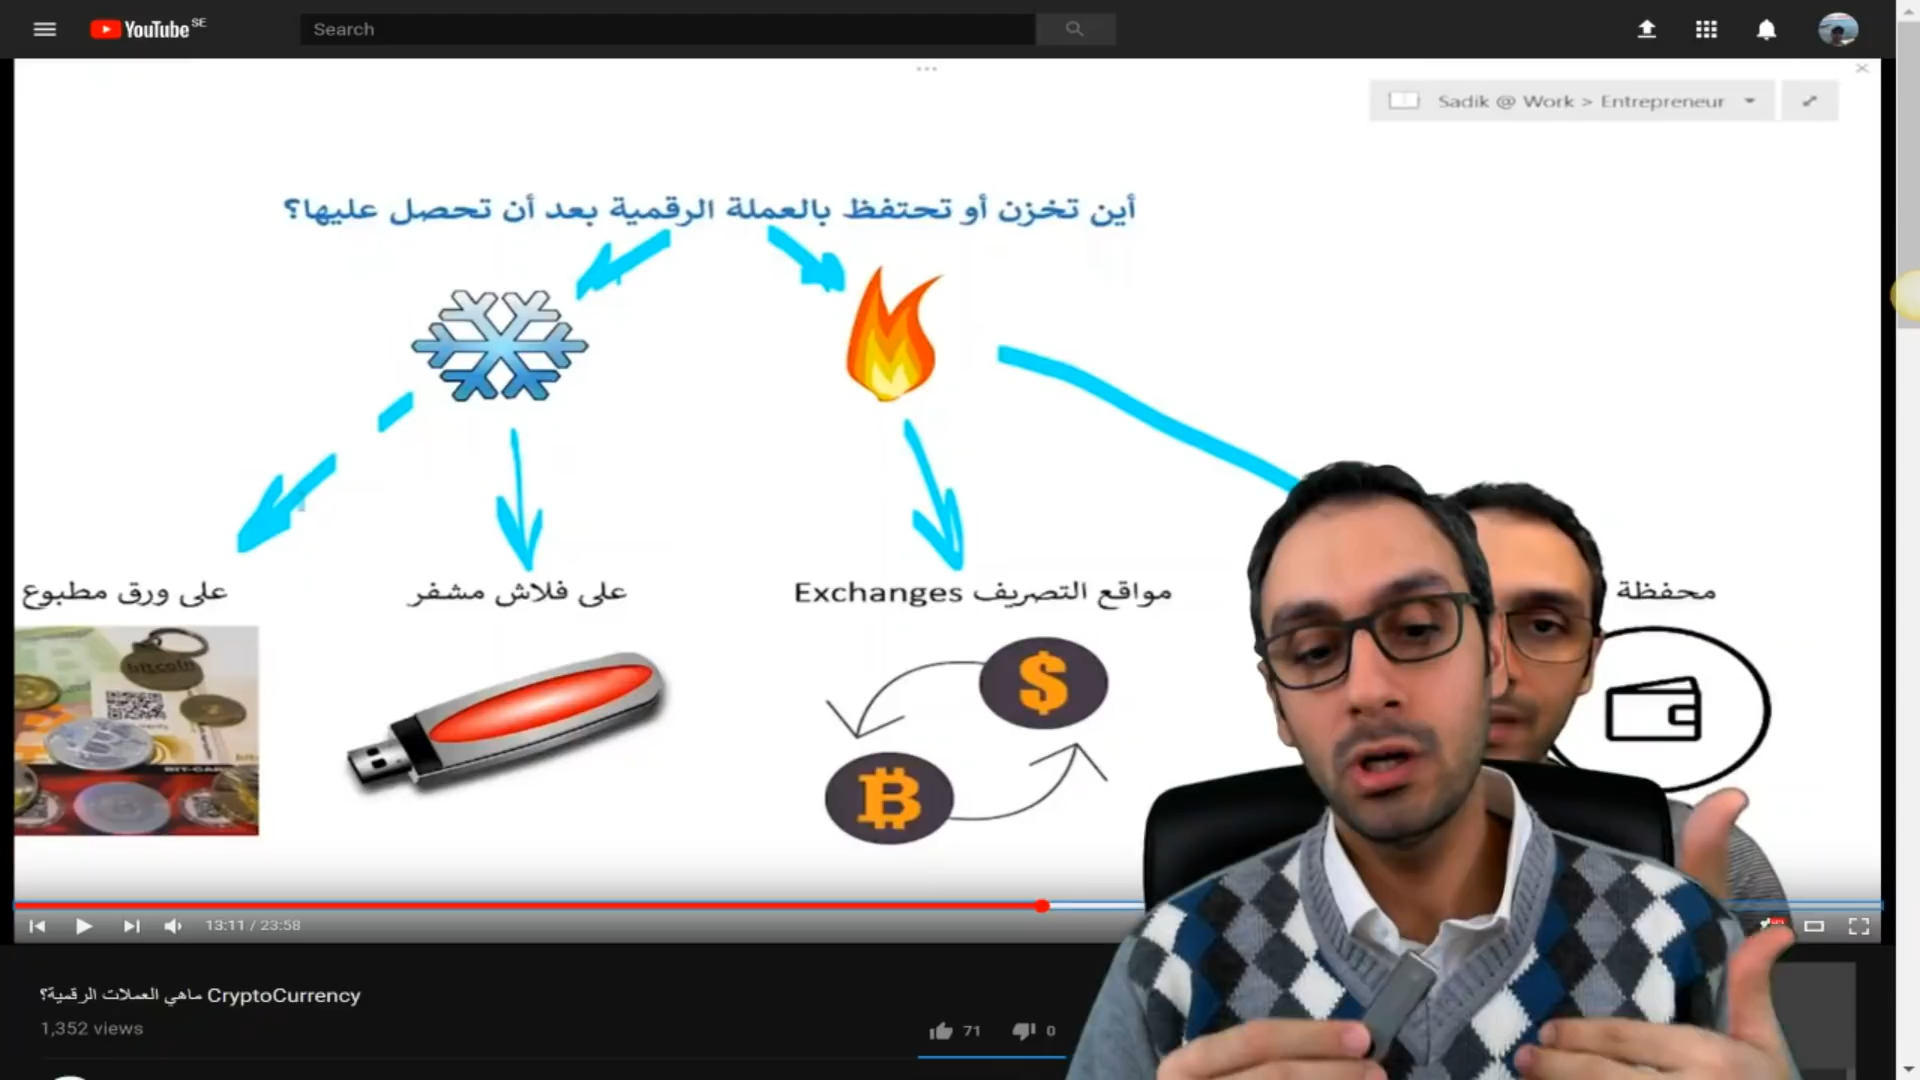 YouTube SE
Search
Sadik @ Work > Entrepreneur
أين تخزن أو تحتفظ بالعملة الرقمية بعد أن تحصل عليها؟
على ورق مطبوع
على فلاش مشفر
مواقع التصريف Exchanges
محفظة
bitcoin
$
B
13:11 / 23:58
CryptoCurrency ماهي العملات الرقمية؟
1,352 views
71
0